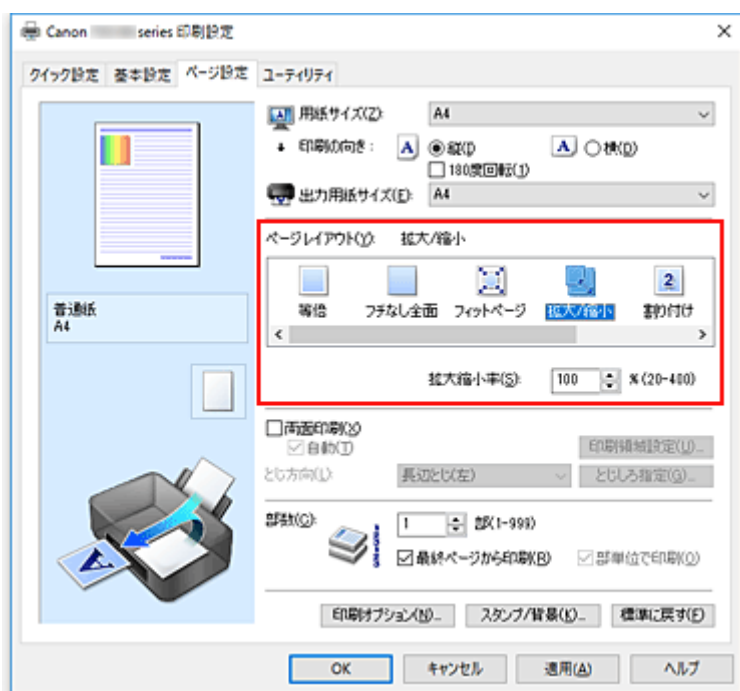 Canon series 印刷設定
クイック設定 基本設定 ページ設定 ユーティリティ
用紙サイズ(Z): A4
印刷の向き: A 縦(I) A 横(D)
180度回転(1)
出力用紙サイズ(E): A4
ページレイアウト(Y): 拡大/縮小
等倍 フチなし全面 フィットページ 拡大/縮小 割り付け
拡大縮小率(S): 100 % (20-400)
普通紙
A4
両面印刷(X)
自動(T) 印刷領域設定(U)...
とじ方向(L): 長辺とじ(左) とじしろ指定(G)...
部数(C): 1 部(1-999)
最終ページから印刷(R) 部単位で印刷(O)
印刷オプション(N)... スタンプ/背景(K)... 標準に戻す(F)
OK キャンセル 適用(A) ヘルプ